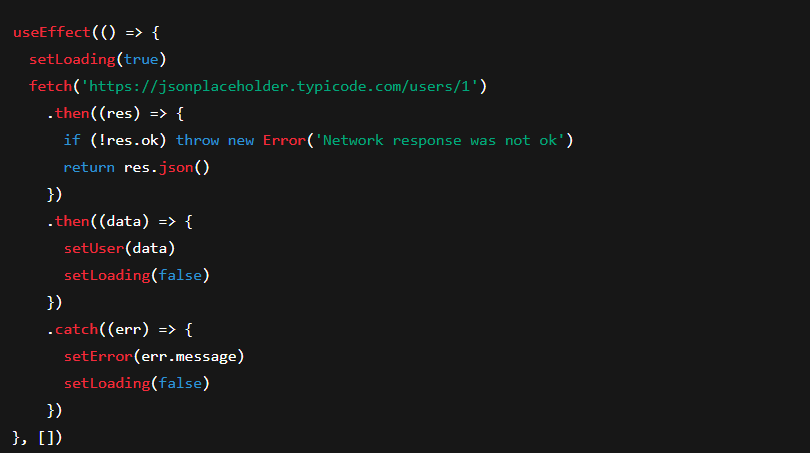 useEffect(() => {
  setLoading(true)
  fetch('https://jsonplaceholder.typicode.com/users/1')
    .then((res) => {
      if (!res.ok) throw new Error('Network response was not ok')
      return res.json()
    })
    .then((data) => {
      setUser(data)
      setLoading(false)
    })
    .catch((err) => {
      setError(err.message)
      setLoading(false)
    })
}, [])